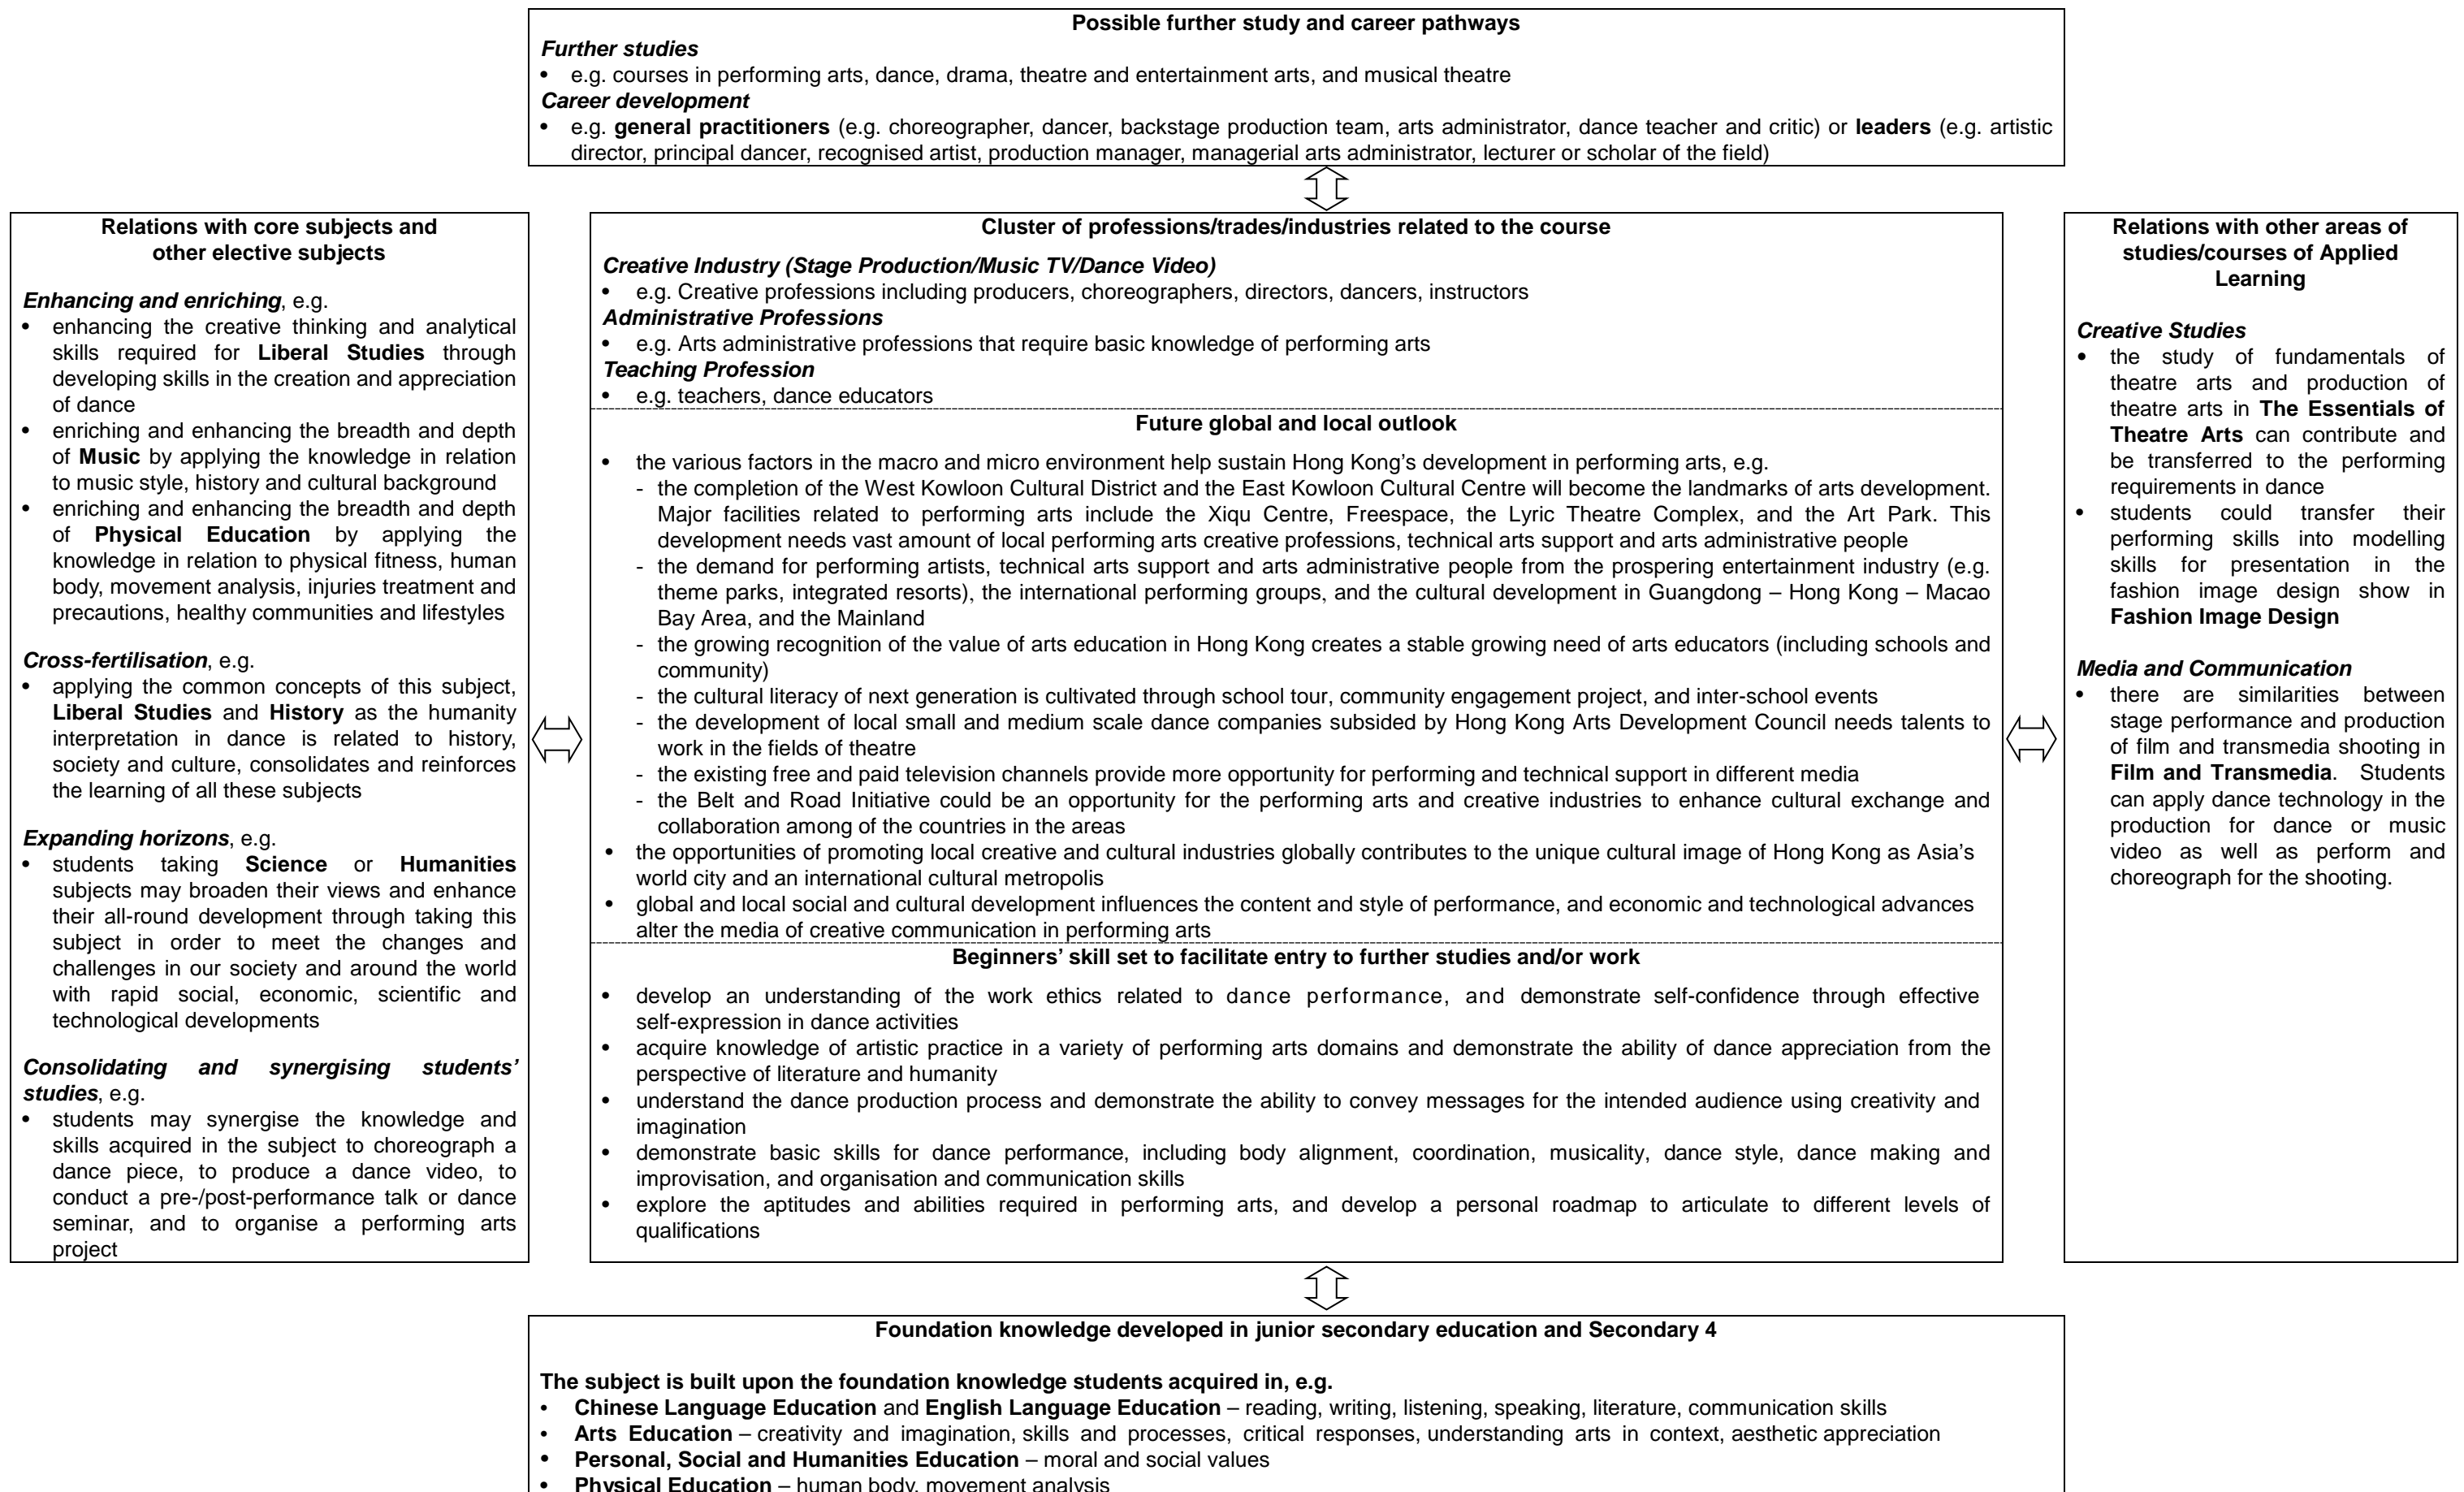 Possible further study and career pathways
Further studies
• e.g. courses in performing arts, dance, drama, theatre and entertainment arts, and musical theatre
Career development
• e.g. general practitioners (e.g. choreographer, dancer, backstage production team, arts administrator, dance teacher and critic) or leaders (e.g. artistic
director, principal dancer, recognised artist, production manager, managerial arts administrator, lecturer or scholar of the field)
Relations with core subjects and
other elective subjects
Enhancing and enriching, e.g.
• enhancing the creative thinking and analytical
skills required for Liberal Studies through
developing skills in the creation and appreciation
of dance
• enriching and enhancing the breadth and depth
of Music by applying the knowledge in relation
to music style, history and cultural background
• enriching and enhancing the breadth and depth
of Physical Education by applying the
knowledge in relation to physical fitness, human
body, movement analysis, injuries treatment and
precautions, healthy communities and lifestyles
Cross-fertilisation, e.g.
• applying the common concepts of this subject,
Liberal Studies and History as the humanity
interpretation in dance is related to history,
society and culture, consolidates and reinforces
the learning of all these subjects
Expanding horizons, e.g.
• students taking Science or Humanities
subjects may broaden their views and enhance
their all-round development through taking this
subject in order to meet the changes and
challenges in our society and around the world
with rapid social, economic, scientific and
technological developments
Consolidating and synergising students'
studies, e.g.
• students may synergise the knowledge and
skills acquired in the subject to choreograph a
dance piece, to produce a dance video, to
conduct a pre-/post-performance talk or dance
seminar, and to organise a performing arts
project
Cluster of professions/trades/industries related to the course
Creative Industry (Stage Production/Music TV/Dance Video)
• e.g. Creative professions including producers, choreographers, directors, dancers, instructors
Administrative Professions
• e.g. Arts administrative professions that require basic knowledge of performing arts
Teaching Profession
• e.g. teachers, dance educators
Future global and local outlook
• the various factors in the macro and micro environment help sustain Hong Kong's development in performing arts, e.g.
- the completion of the West Kowloon Cultural District and the East Kowloon Cultural Centre will become the landmarks of arts development.
Major facilities related to performing arts include the Xiqu Centre, Freespace, the Lyric Theatre Complex, and the Art Park. This
development needs vast amount of local performing arts creative professions, technical arts support and arts administrative people
- the demand for performing artists, technical arts support and arts administrative people from the prospering entertainment industry (e.g.
theme parks, integrated resorts), the international performing groups, and the cultural development in Guangdong – Hong Kong – Macao
Bay Area, and the Mainland
- the growing recognition of the value of arts education in Hong Kong creates a stable growing need of arts educators (including schools and
community)
- the cultural literacy of next generation is cultivated through school tour, community engagement project, and inter-school events
- the development of local small and medium scale dance companies subsided by Hong Kong Arts Development Council needs talents to
work in the fields of theatre
- the existing free and paid television channels provide more opportunity for performing and technical support in different media
- the Belt and Road Initiative could be an opportunity for the performing arts and creative industries to enhance cultural exchange and
collaboration among of the countries in the areas
• the opportunities of promoting local creative and cultural industries globally contributes to the unique cultural image of Hong Kong as Asia's
world city and an international cultural metropolis
• global and local social and cultural development influences the content and style of performance, and economic and technological advances
alter the media of creative communication in performing arts
Beginners' skill set to facilitate entry to further studies and/or work
• develop an understanding of the work ethics related to dance performance, and demonstrate self-confidence through effective
self-expression in dance activities
• acquire knowledge of artistic practice in a variety of performing arts domains and demonstrate the ability of dance appreciation from the
perspective of literature and humanity
• understand the dance production process and demonstrate the ability to convey messages for the intended audience using creativity and
imagination
• demonstrate basic skills for dance performance, including body alignment, coordination, musicality, dance style, dance making and
improvisation, and organisation and communication skills
• explore the aptitudes and abilities required in performing arts, and develop a personal roadmap to articulate to different levels of
qualifications
Relations with other areas of
studies/courses of Applied
Learning
Creative Studies
• the study of fundamentals of
theatre arts and production of
theatre arts in The Essentials of
Theatre Arts can contribute and
be transferred to the performing
requirements in dance
• students could transfer their
performing skills into modelling
skills for presentation in the
fashion image design show in
Fashion Image Design
Media and Communication
• there are similarities between
stage performance and production
of film and transmedia shooting in
Film and Transmedia. Students
can apply dance technology in the
production for dance or music
video as well as perform and
choreograph for the shooting.
Foundation knowledge developed in junior secondary education and Secondary 4
The subject is built upon the foundation knowledge students acquired in, e.g.
• Chinese Language Education and English Language Education – reading, writing, listening, speaking, literature, communication skills
• Arts Education – creativity and imagination, skills and processes, critical responses, understanding arts in context, aesthetic appreciation
• Personal, Social and Humanities Education – moral and social values
• Physical Education – human body, movement analysis